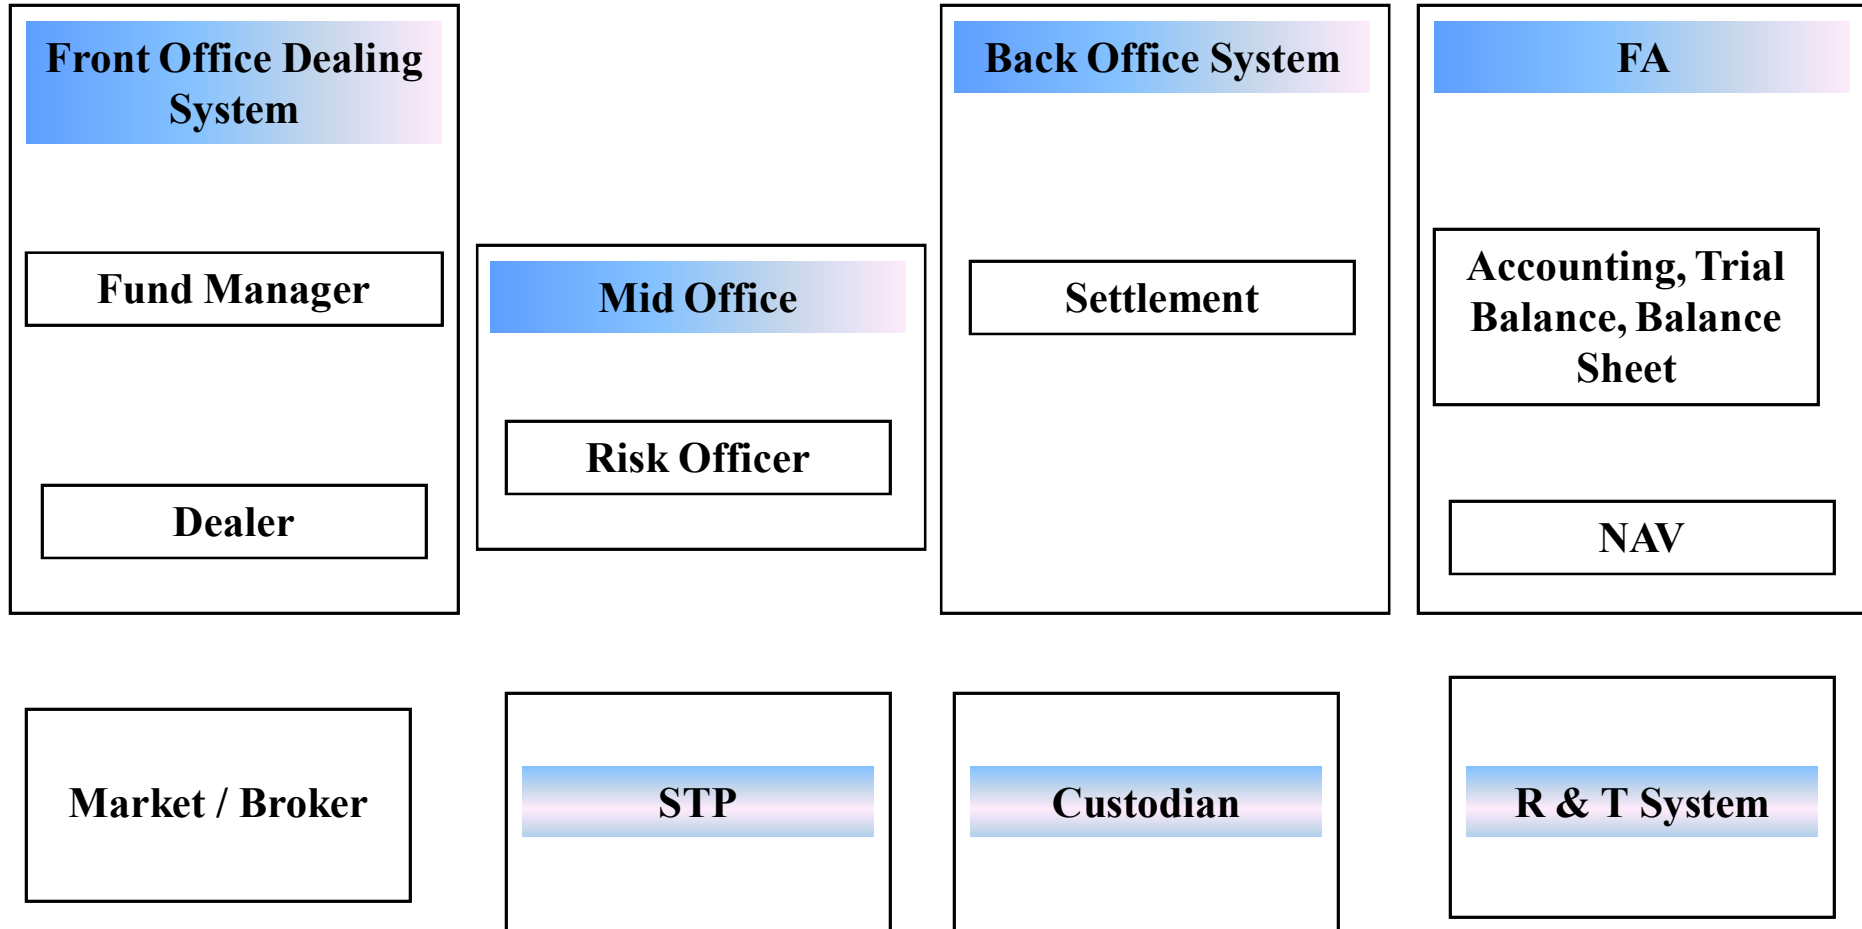 Front Office Dealing
System
Fund Manager
Dealer
Mid Office
Risk Officer
Back Office System
Settlement
FA
Accounting, Trial
Balance, Balance
Sheet
NAV
Market / Broker
STP
Custodian
R & T System